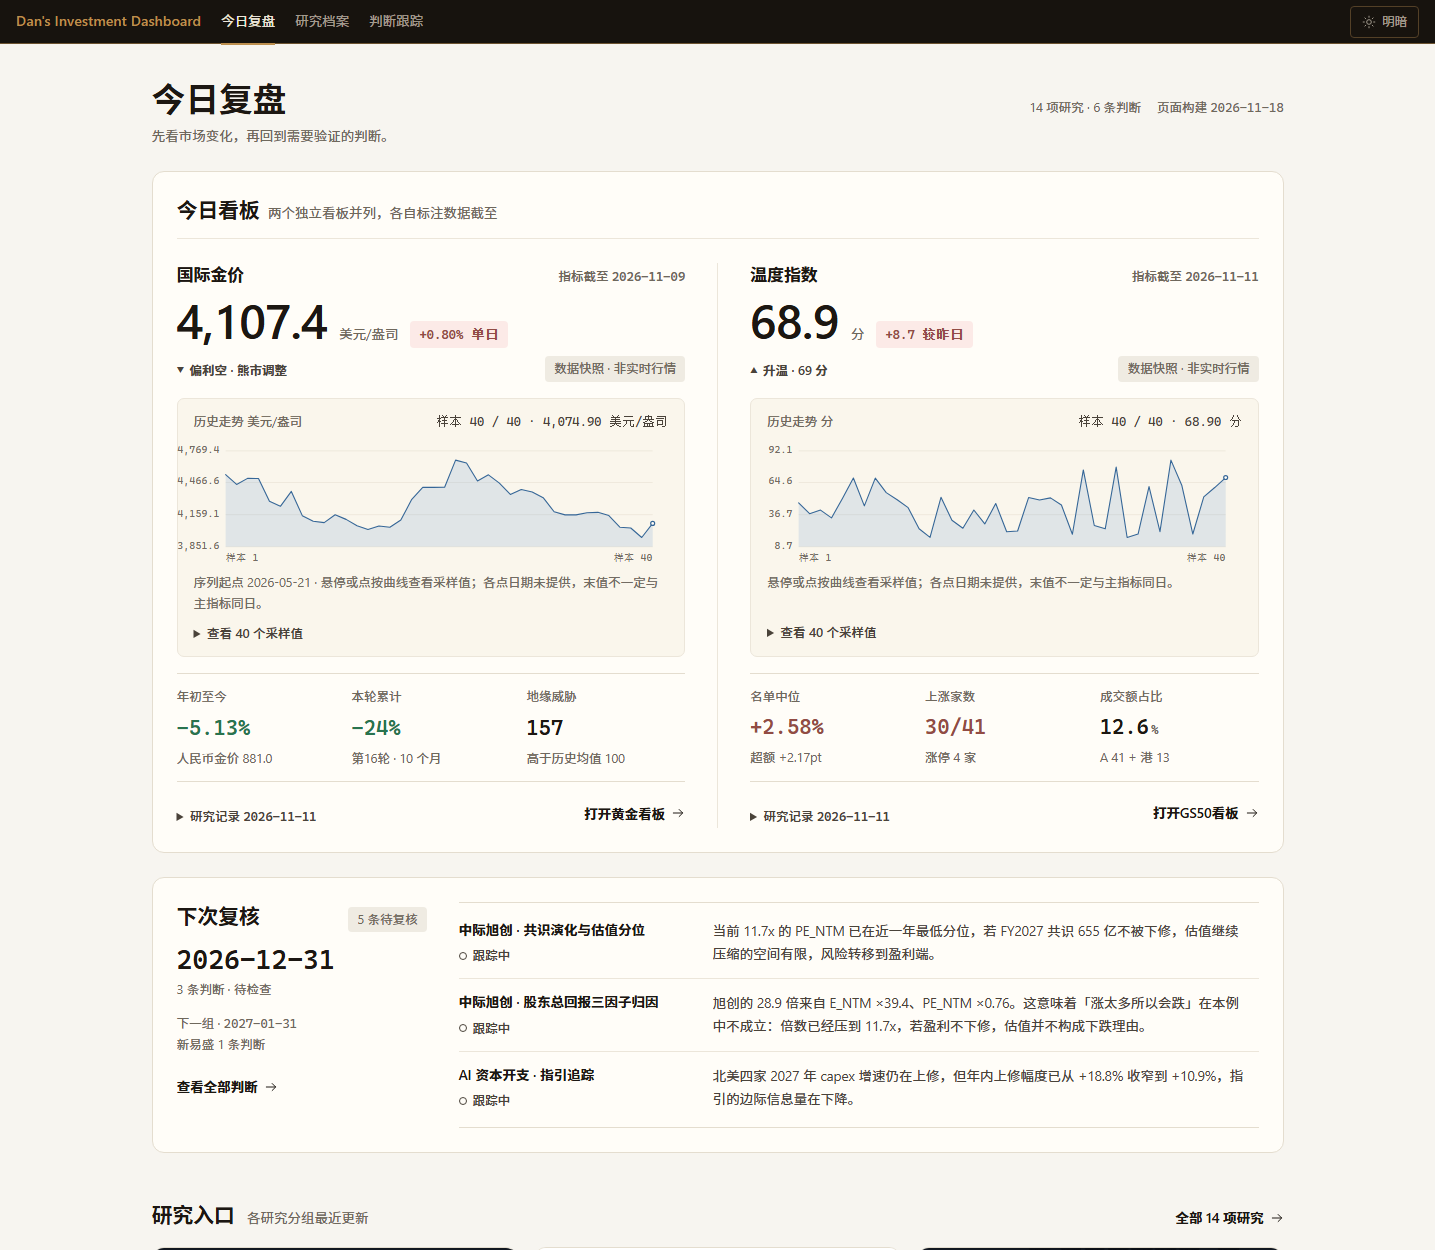 Dan's Investment Dashboard 今日复盘 研究档案 判断跟踪 明暗
今日复盘
14 项研究 · 6 条判断 页面构建 2026-11-18
先看市场变化，再回到需要验证的判断。
今日看板 两个独立看板并列，各自标注数据截至
国际金价 指标截至 2026-11-09
4,107.4 美元/盎司 +0.80% 单日
▼ 偏利空 · 熊市调整 数据快照 · 非实时行情
历史走势 美元/盎司 样本 40 / 40 · 4,074.90 美元/盎司
4,769.4
4,466.6
4,159.1
3,851.6
样本 1 样本 40
序列起点 2026-05-21 · 悬停或点按曲线查看采样值；各点日期未提供，末值不一定与
主指标同日。
▶ 查看 40 个采样值
年初至今 本轮累计 地缘威胁
-5.13% -24% 157
人民币金价 881.0 第16轮 · 10 个月 高于历史均值 100
▶ 研究记录 2026-11-11 打开黄金看板 →
温度指数 指标截至 2026-11-11
68.9 分 +8.7 较昨日
▲ 升温 · 69 分 数据快照 · 非实时行情
历史走势 分 样本 40 / 40 · 68.90 分
92.1
64.6
36.7
8.7
样本 1 样本 40
悬停或点按曲线查看采样值；各点日期未提供，末值不一定与主指标同日。
▶ 查看 40 个采样值
名单中位 上涨家数 成交额占比
+2.58% 30/41 12.6%
超额 +2.17pt 涨停 4 家 A 41 + 港 13
▶ 研究记录 2026-11-11 打开GS50看板 →
下次复核 5 条待复核
2026-12-31
3 条判断 · 待检查
下一组 · 2027-01-31
新易盛 1 条判断
查看全部判断 →
中际旭创 · 共识演化与估值分位
跟踪中
当前 11.7x 的 PE_NTM 已在近一年最低分位，若 FY2027 共识 655 亿不被下修，估值继续
压缩的空间有限，风险转移到盈利端。
中际旭创 · 股东总回报三因子归因
跟踪中
旭创的 28.9 倍来自 E_NTM ×39.4、PE_NTM ×0.76。这意味着「涨太多所以会跌」在本例
中不成立：倍数已经压到 11.7x，若盈利不下修，估值并不构成下跌理由。
AI 资本开支 · 指引追踪
跟踪中
北美四家 2027 年 capex 增速仍在上修，但年内上修幅度已从 +18.8% 收窄到 +10.9%，指
引的边际信息量在下降。
研究入口 各研究分组最近更新 全部 14 项研究 →